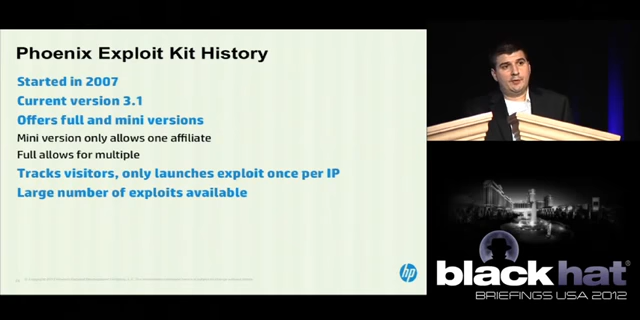 Phoenix Exploit Kit History
Started in 2007
Current version 3.1
Offers full and mini versions
Mini version only allows one affiliate
Full allows for multiple
Tracks visitors, only launches exploit once per IP
Large number of exploits available
hp
black hat
BRIEFINGS USA 2012